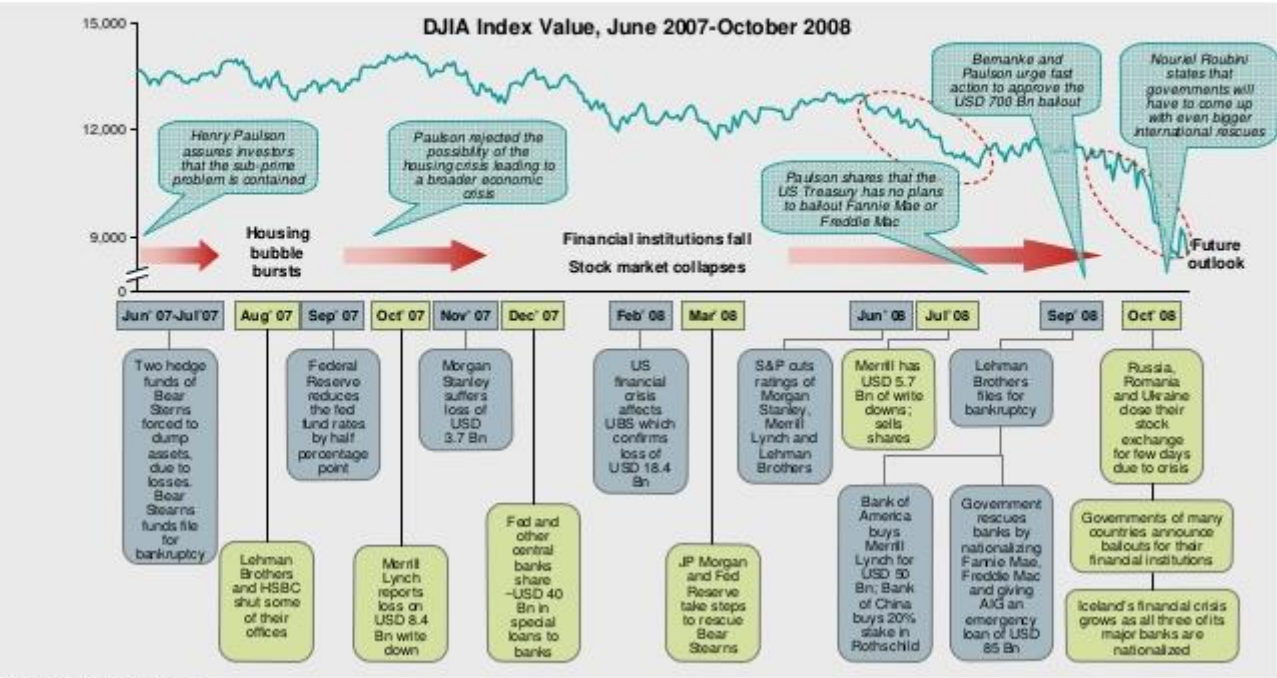 DJIA Index Value, June 2007-October 2008
15,000
12,000
9,000
0
Henry Paulson
assures investors
that the sub-prime
problem is contained
Paulson rejected the
possibility of the
housing crisis leading to
a broader economic
crisis
Paulson shares that the
US Treasury has no plans
to bailout Fannie Mae or
Freddie Mac
Bernanke and
Paulson urge fast
action to approve the
USD 700 Bn bailout
Nouriel Roubini
states that
governments will
have to come up
with even bigger
international rescues
Housing
bubble
bursts
Financial institutions fall
Stock market collapses
Future
outlook
Jun' 07-Jul'07
Aug' 07
Sep' 07
Oct' 07
Nov' 07
Dec' 07
Feb' 08
Mar' 08
Jun' 08
Jul' 08
Sep' 08
Oct' 08
Two hedge
funds of
Bear
Sterns
forced to
dump
assets,
due to
losses.
Bear
Stearns
funds file
for
bankruptcy
Lehman
Brothers
and HSBC
shut some
of their
offices
Federal
Reserve
reduces
the fed
fund rates
by half
percentage
point
Merrill
Lynch
reports
loss on
USD 8.4
Bn write
down
Morgan
Stanley
suffers
loss of
USD
3.7 Bn
Fed and
other
central
banks
share
~USD 40
Bn in
special
loans to
banks
US
financial
crisis
affects
UBS which
confirms
loss of
USD 18.4
Bn
JP Morgan
and Fed
Reserve
take steps
to rescue
Bear
Stearns
S&P cuts
ratings of
Morgan
Stanley,
Merrill
Lynch and
Lehman
Brothers
Merrill has
USD 5.7
Bn of write
downs;
sells
shares
Lehman
Brothers
files for
bankruptcy
Bank of
America
buys
Merrill
Lynch for
USD 50
Bn; Bank
of China
buys 20%
stake in
Rothschild
Government
rescues
banks by
nationalizing
Fannie Mae,
Freddie Mac
and giving
AIG an
emergency
loan of USD
85 Bn
Russia,
Romania
and Ukraine
close their
stock
exchange
for few days
due to crisis
Governments of many
countries announce
bailouts for their
financial institutions
Iceland's financial crisis
grows as all three of its
major banks are
nationalized